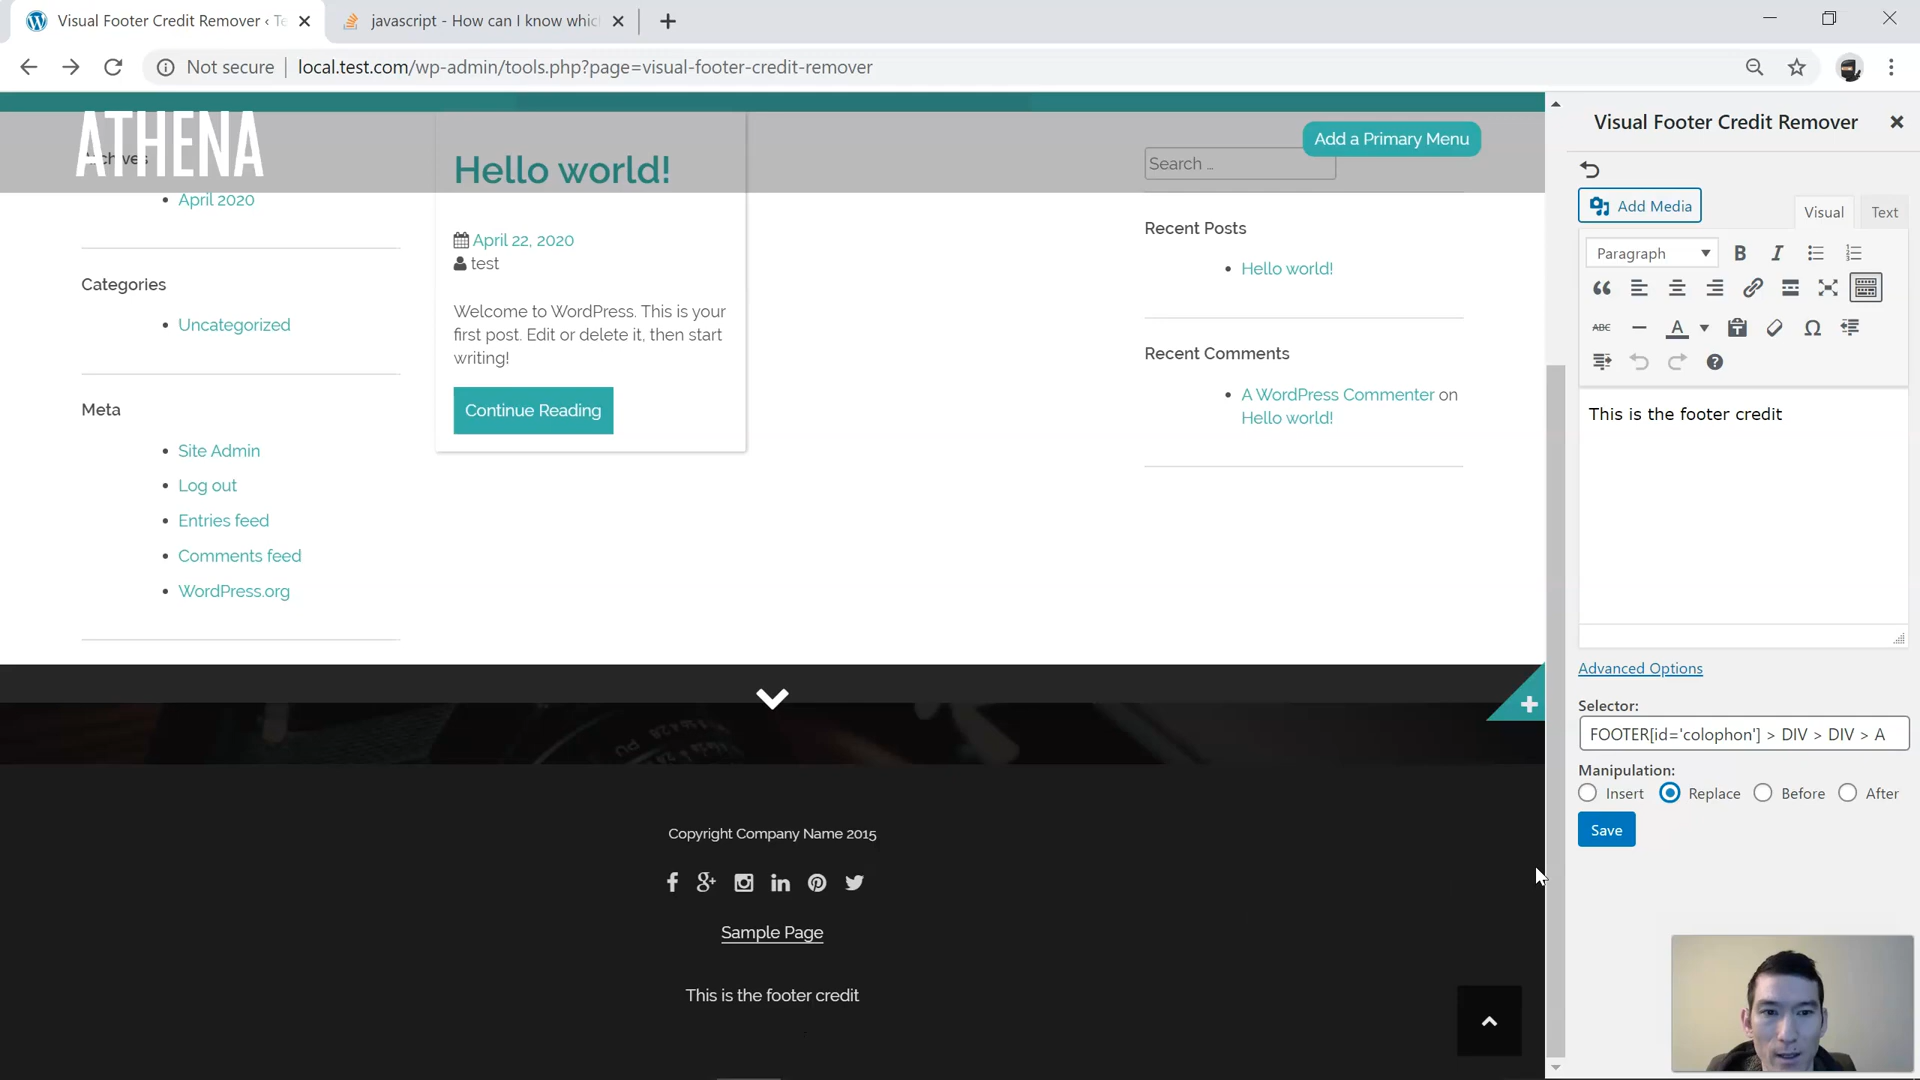 Visual Footer Credit Remover ‹ Te
javascript - How can I know whic
Not secure
local.test.com/wp-admin/tools.php?page=visual-footer-credit-remover
ATHENA
Add a Primary Menu
Archives
April 2020
Categories
Uncategorized
Meta
Site Admin
Log out
Entries feed
Comments feed
WordPress.org
Hello world!
April 22, 2020
test
Welcome to WordPress. This is your
first post. Edit or delete it, then start
writing!
Continue Reading
Search …
Recent Posts
Hello world!
Recent Comments
A WordPress Commenter on
Hello world!
Copyright Company Name 2015
Sample Page
This is the footer credit
Visual Footer Credit Remover
Add Media
Visual
Text
Paragraph
This is the footer credit
Advanced Options
Selector:
FOOTER[id='colophon'] > DIV > DIV > A
Manipulation:
Insert
Replace
Before
After
Save